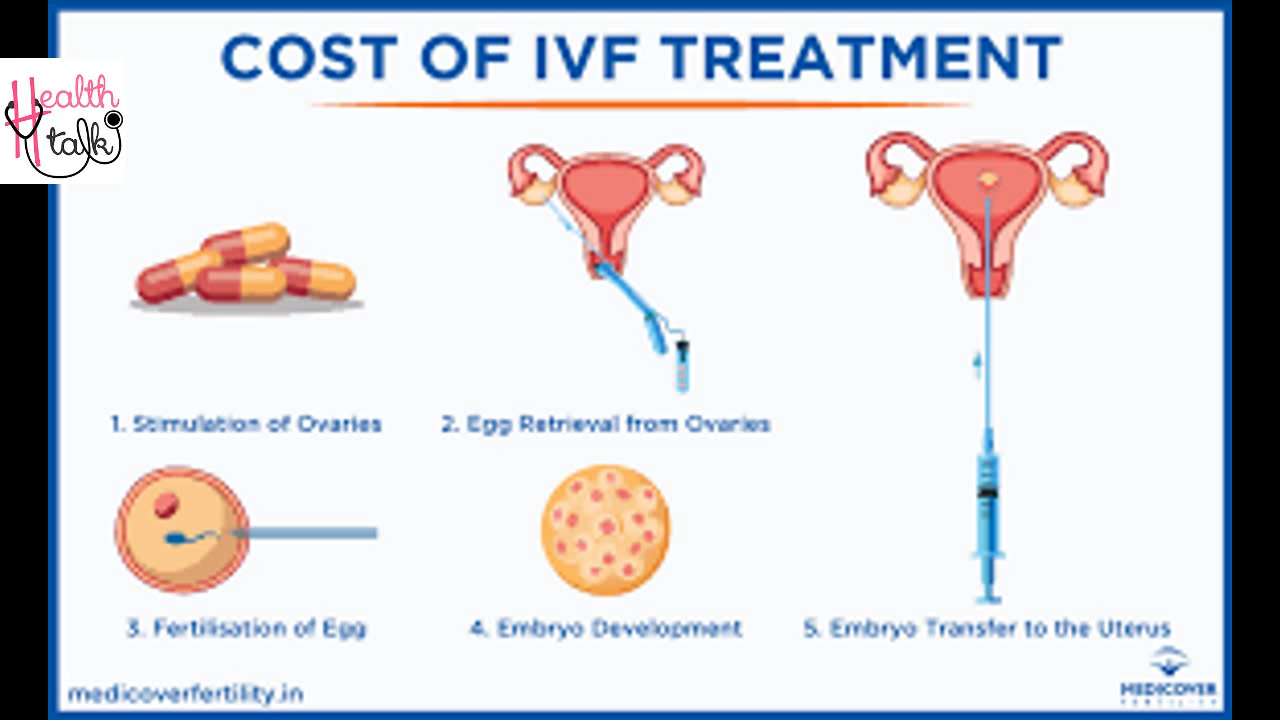 COST OF IVF TREATMENT
Health
talk
1. Stimulation of Ovaries
2. Egg Retrieval from Ovaries
3. Fertilisation of Egg
4. Embryo Development
5. Embryo Transfer to the Uterus
medicoverfertility.in
MEDICOVER
FERTILITY